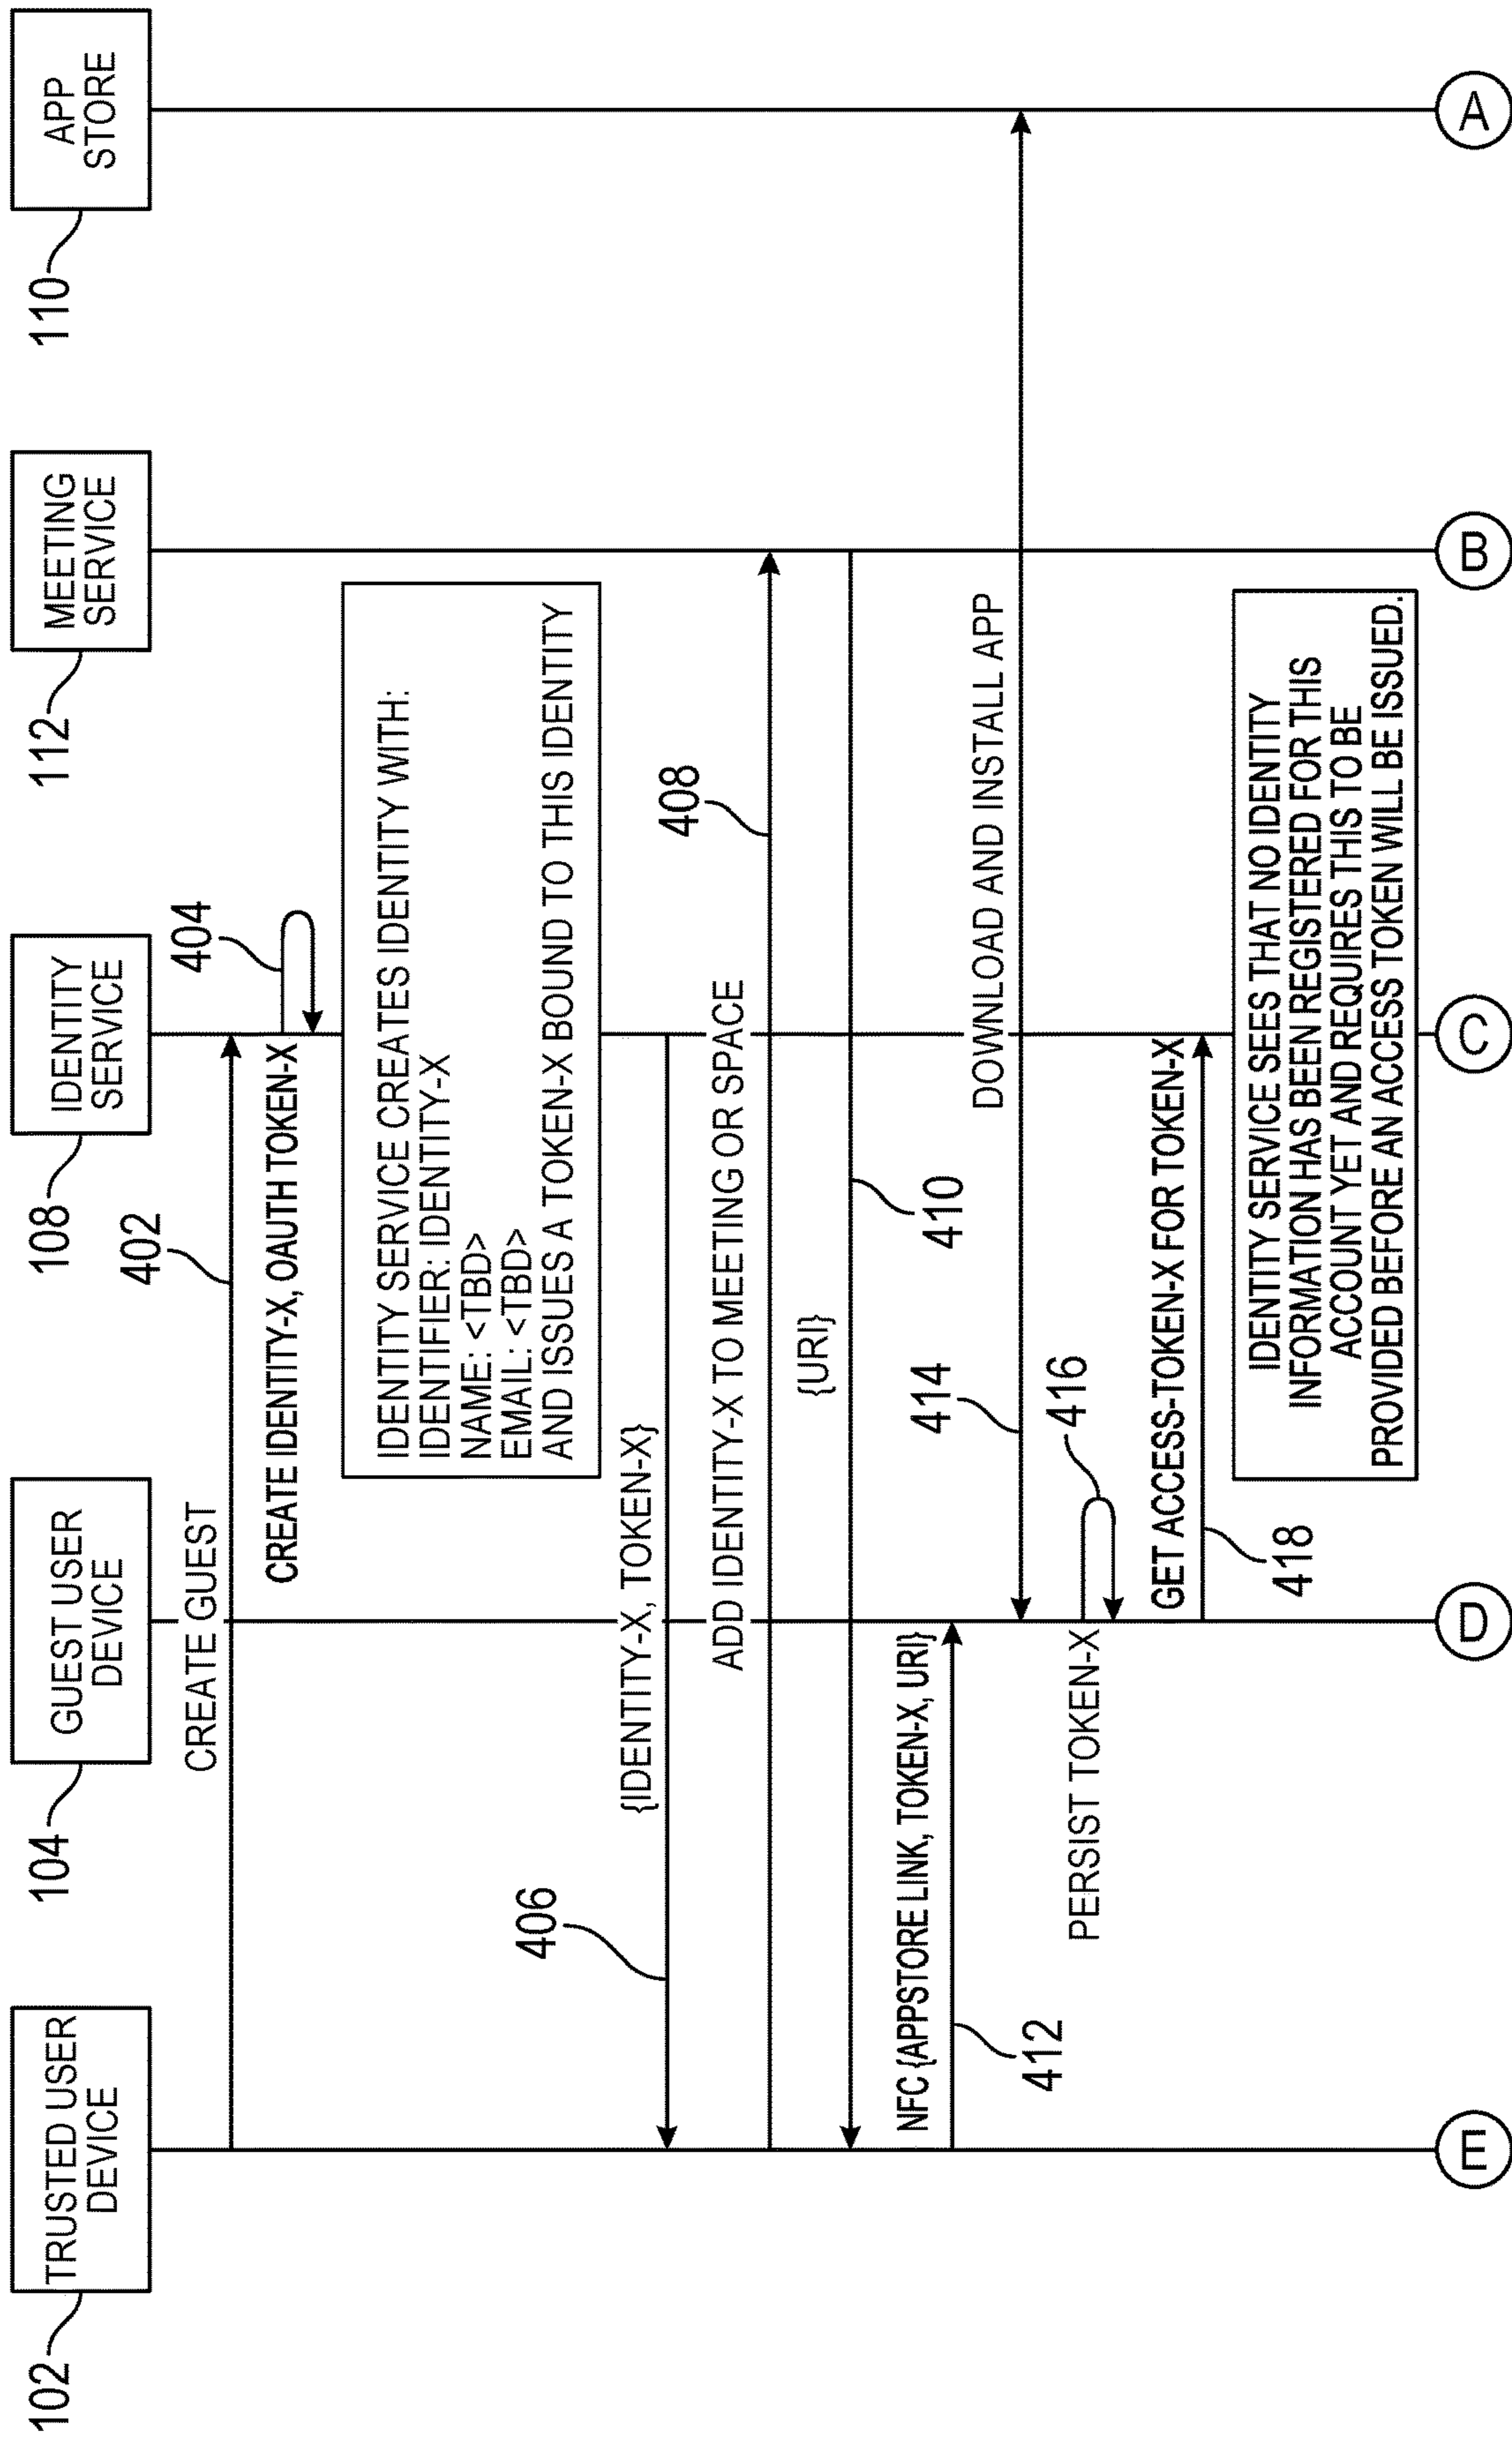 TRUSTED USER
DEVICE
102
GUEST USER
DEVICE
104
IDENTITY
SERVICE
108
MEETING
SERVICE
112
APP
STORE
110
CREATE GUEST
402
CREATE IDENTITY-X, OAUTH TOKEN-X
404
IDENTITY SERVICE CREATES IDENTITY WITH:
IDENTIFIER: IDENTITY-X
NAME: <TBD>
EMAIL: <TBD>
AND ISSUES A TOKEN-X BOUND TO THIS IDENTITY
{IDENTITY-X, TOKEN-X}
406
ADD IDENTITY-X TO MEETING OR SPACE
408
{URI}
410
NFC {APPSTORE LINK, TOKEN-X, URI}
412
DOWNLOAD AND INSTALL APP
414
PERSIST TOKEN-X
416
GET ACCESS-TOKEN-X FOR TOKEN-X
418
IDENTITY SERVICE SEES THAT NO IDENTITY
INFORMATION HAS BEEN REGISTERED FOR THIS
ACCOUNT YET AND REQUIRES THIS TO BE
PROVIDED BEFORE AN ACCESS TOKEN WILL BE ISSUED.
E
D
C
B
A